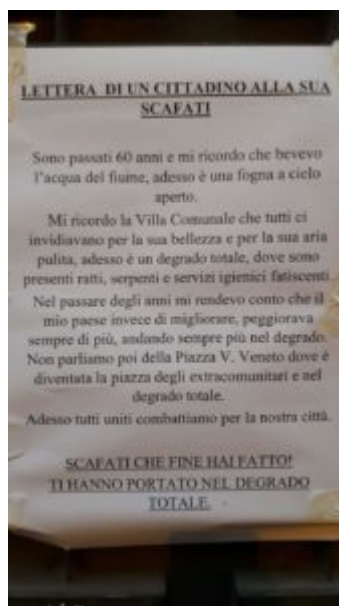 LETTERA DI UN CITTADINO ALLA SUA
SCAFATI
Sono passati 60 anni e mi ricordo che bevevo
l'acqua del fiume, adesso è una fogna a cielo
aperto.
Mi ricordo la Villa Comunale che tutti ci
invidiavano per la sua bellezza e per la sua aria
pulita, adesso è un degrado totale, dove sono
presenti ratti, serpenti e servizi igienici fatiscenti.
Nel passare degli anni mi rendevo conto che il
mio paese invece di migliorare, peggiorava
sempre di più, andando sempre più nel degrado.
Non parliamo poi della Piazza V. Veneto dove è
diventata la piazza degli extracomunitari e nel
degrado totale.
Adesso tutti uniti combattiamo per la nostra città.
SCAFATI CHE FINE HAI FATTO!
TI HANNO PORTATO NEL DEGRADO
TOTALE.